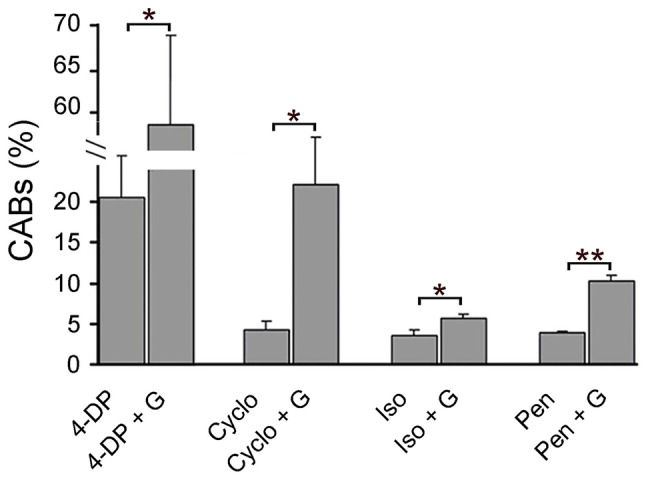 CABs (%)
70
65
60
20
15
10
5
0
*
*
*
**
4-DP
4-DP + G
Cyclo
Cyclo + G
Iso
Iso + G
Pen
Pen + G